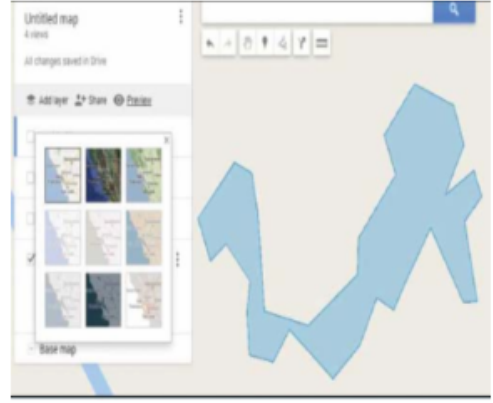 Untitled map
4 views
All changes saved in Drive
Add layer Share Preview
x
Base map